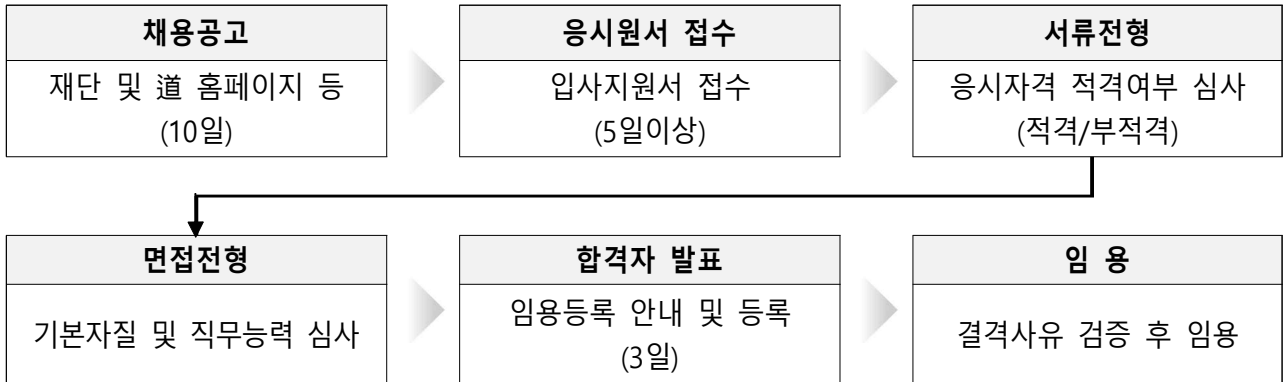 채용공고
재단 및 道 홈페이지 등
(10일)
응시원서 접수
입사지원서 접수
(5일이상)
서류전형
응시자격 적격여부 심사
(적격/부적격)
면접전형
기본자질 및 직무능력 심사
합격자 발표
임용등록 안내 및 등록
(3일)
임 용
결격사유 검증 후 임용